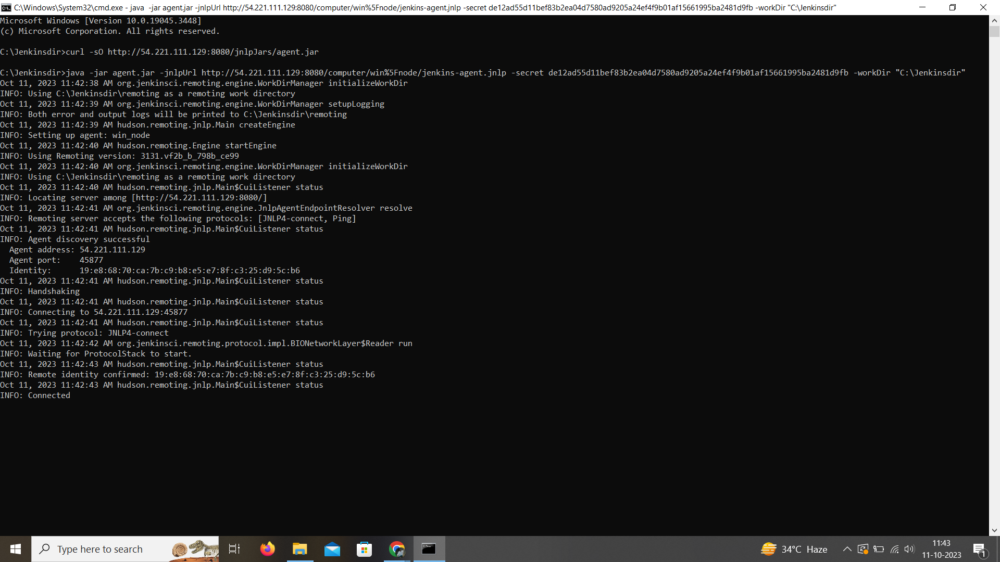 C:\Windows\System32\cmd.exe - java  -jar agent.jar -jnlpUrl http://54.221.111.129:8080/computer/win%5Fnode/jenkins-agent.jnlp -secret de12ad55d11bef83b2ea04d7580ad9205a24ef4f9b01af15661995ba2481d9fb -workDir "C:\Jenkinsdir"
Microsoft Windows [Version 10.0.19045.3448]
(c) Microsoft Corporation. All rights reserved.
C:\Jenkinsdir>curl -sO http://54.221.111.129:8080/jnlpJars/agent.jar
C:\Jenkinsdir>java -jar agent.jar -jnlpUrl http://54.221.111.129:8080/computer/win%5Fnode/jenkins-agent.jnlp -secret de12ad55d11bef83b2ea04d7580ad9205a24ef4f9b01af15661995ba2481d9fb -workDir "C:\Jenkinsdir"
Oct 11, 2023 11:42:38 AM org.jenkinsci.remoting.engine.WorkDirManager initializeWorkDir
INFO: Using C:\Jenkinsdir\remoting as a remoting work directory
Oct 11, 2023 11:42:39 AM org.jenkinsci.remoting.engine.WorkDirManager setupLogging
INFO: Both error and output logs will be printed to C:\Jenkinsdir\remoting
Oct 11, 2023 11:42:39 AM hudson.remoting.jnlp.Main createEngine
INFO: Setting up agent: win_node
Oct 11, 2023 11:42:40 AM hudson.remoting.Engine startEngine
INFO: Using Remoting version: 3131.vf2b_b_798b_ce99
Oct 11, 2023 11:42:40 AM org.jenkinsci.remoting.engine.WorkDirManager initializeWorkDir
INFO: Using C:\Jenkinsdir\remoting as a remoting work directory
Oct 11, 2023 11:42:40 AM hudson.remoting.jnlp.Main$CuiListener status
INFO: Locating server among [http://54.221.111.129:8080/]
Oct 11, 2023 11:42:41 AM org.jenkinsci.remoting.engine.JnlpAgentEndpointResolver resolve
INFO: Remoting server accepts the following protocols: [JNLP4-connect, Ping]
Oct 11, 2023 11:42:41 AM hudson.remoting.jnlp.Main$CuiListener status
INFO: Agent discovery successful
  Agent address: 54.221.111.129
  Agent port:    45877
  Identity:      19:e8:68:70:ca:7b:c9:b8:e5:e7:8f:c3:25:d9:5c:b6
Oct 11, 2023 11:42:41 AM hudson.remoting.jnlp.Main$CuiListener status
INFO: Handshaking
Oct 11, 2023 11:42:41 AM hudson.remoting.jnlp.Main$CuiListener status
INFO: Connecting to 54.221.111.129:45877
Oct 11, 2023 11:42:41 AM hudson.remoting.jnlp.Main$CuiListener status
INFO: Trying protocol: JNLP4-connect
Oct 11, 2023 11:42:42 AM org.jenkinsci.remoting.protocol.impl.BIONetworkLayer$Reader run
INFO: Waiting for ProtocolStack to start.
Oct 11, 2023 11:42:43 AM hudson.remoting.jnlp.Main$CuiListener status
INFO: Remote identity confirmed: 19:e8:68:70:ca:7b:c9:b8:e5:e7:8f:c3:25:d9:5c:b6
Oct 11, 2023 11:42:43 AM hudson.remoting.jnlp.Main$CuiListener status
INFO: Connected
Type here to search
34°C Haze
11:43
11-10-2023
1